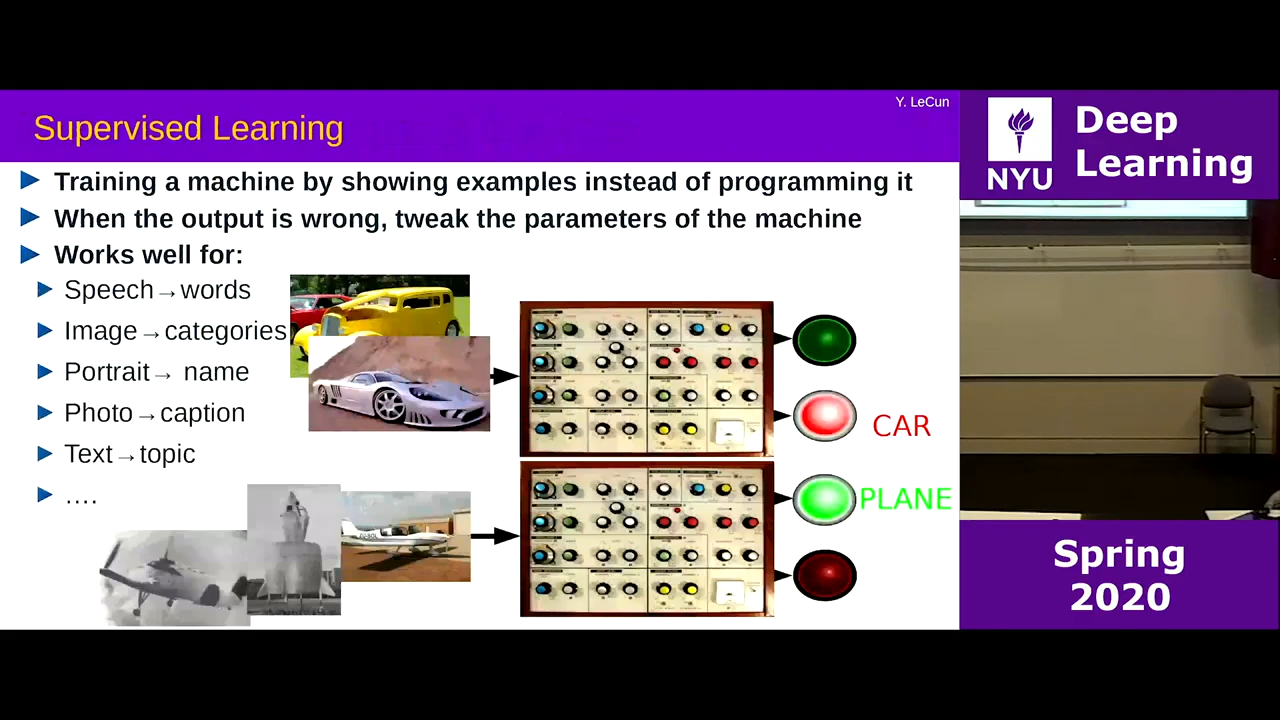 Y. LeCun
Supervised Learning
Training a machine by showing examples instead of programming it
When the output is wrong, tweak the parameters of the machine
Works well for:
Speech→words
Image→categories
Portrait→ name
Photo→caption
Text→topic
….
CAR
PLANE
NYU
Deep
Learning
Spring
2020